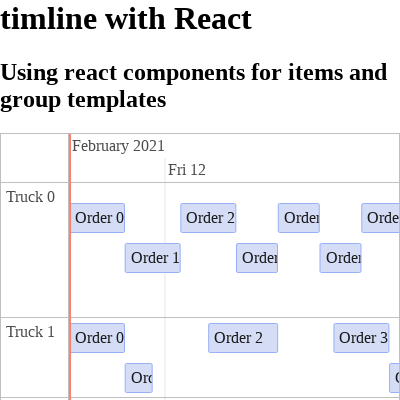 timline with React
Using react components for items and
group templates
February 2021
Fri 12
Truck 0
Order 0 Order 2 Order Orde
Order 1 Order Order
Truck 1
Order 0 Order 2 Order 3
Ord